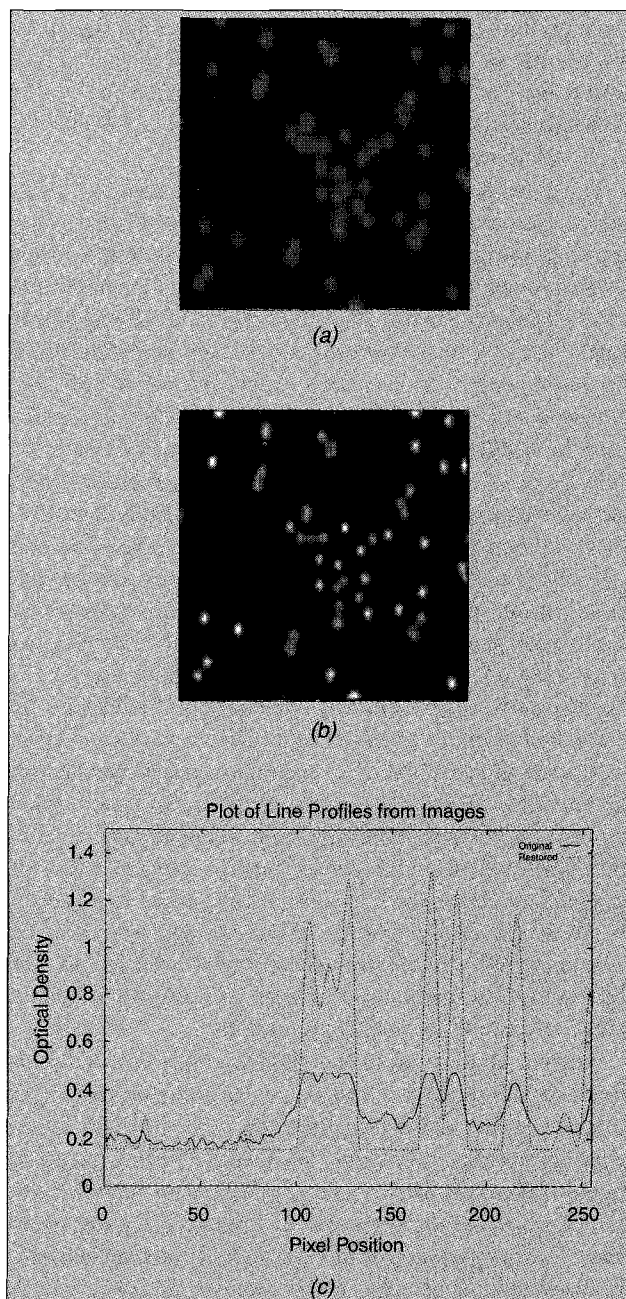 (a)
(b)
Plot of Line Profiles from Images
Original
Restored
1.4
1.2
1
0.8
0.6
0.4
0.2
0
Optical Density
0 50 100 150 200 250
Pixel Position
(c)